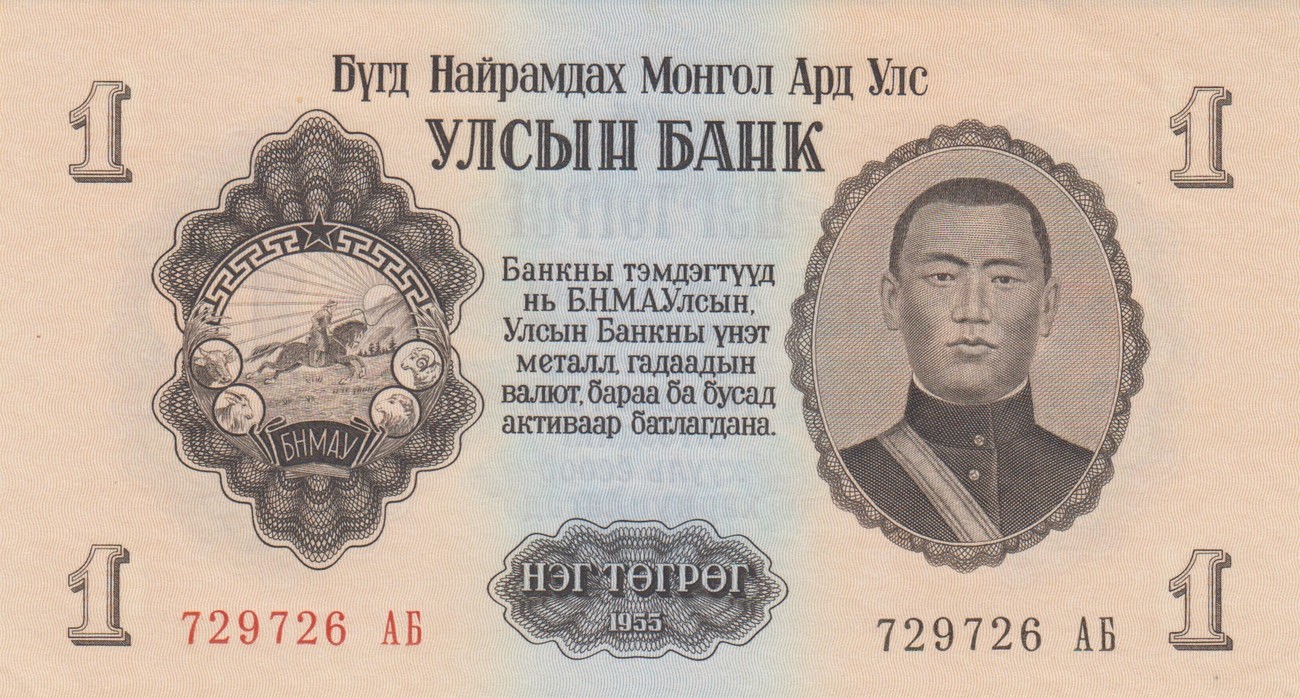 Бүгд Найрамдах Монгол Ард Улс
УЛСЫН БАНК
1
1
Банкны тэмдэгтүүд
нь Б.Н.М.А.Улсын,
Улсын Банкны үнэт
металл, гадаадын
валют, бараа ба бусад
активаар батлагдана.
БНМАУ
НЭГ ТӨГРӨГ
1955
1
729726 АБ
729726 АБ
1